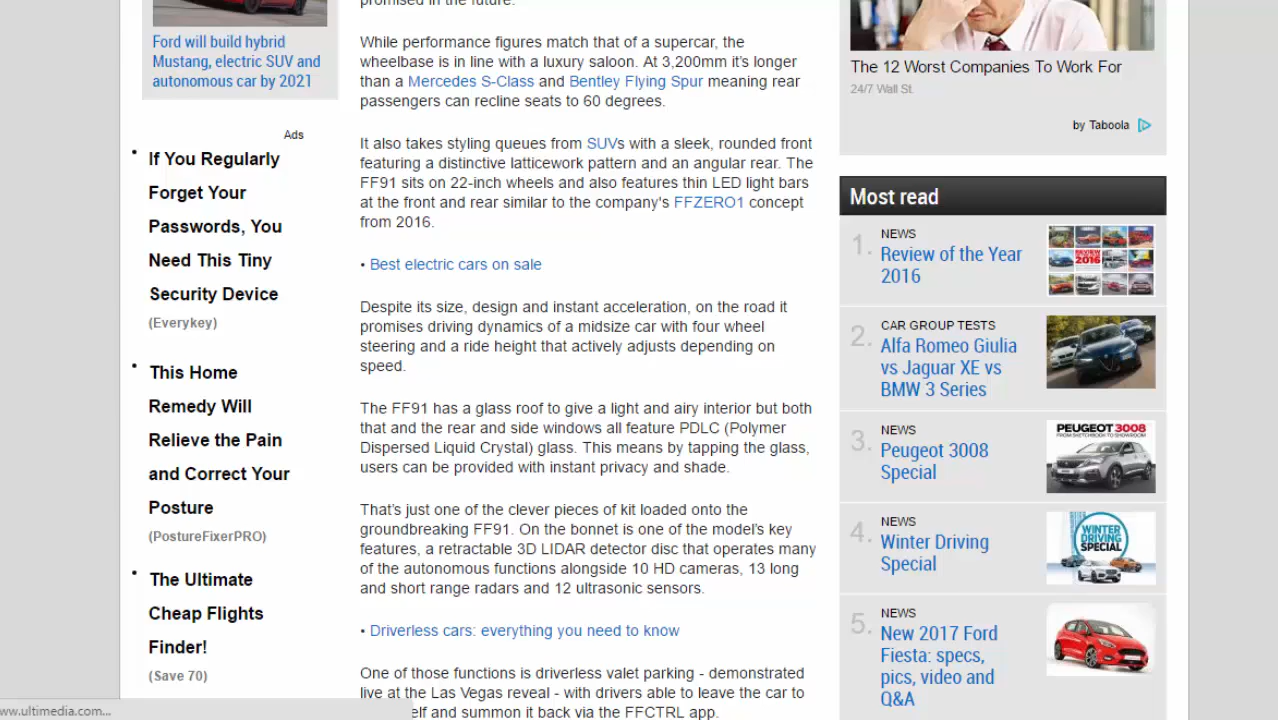 Ford will build hybrid
Mustang, electric SUV and
autonomous car by 2021
Ads
• If You Regularly
Forget Your
Passwords, You
Need This Tiny
Security Device
(Everykey)
• This Home
Remedy Will
Relieve the Pain
and Correct Your
Posture
(PostureFixerPRO)
• The Ultimate
Cheap Flights
Finder!
(Save 70)
www.ultimedia.com...
promised in the future.
While performance figures match that of a supercar, the
wheelbase is in line with a luxury saloon. At 3,200mm it's longer
than a Mercedes S-Class and Bentley Flying Spur meaning rear
passengers can recline seats to 60 degrees.
It also takes styling queues from SUVs with a sleek, rounded front
featuring a distinctive latticework pattern and an angular rear. The
FF91 sits on 22-inch wheels and also features thin LED light bars
at the front and rear similar to the company's FFZERO1 concept
from 2016.
• Best electric cars on sale
Despite its size, design and instant acceleration, on the road it
promises driving dynamics of a midsize car with four wheel
steering and a ride height that actively adjusts depending on
speed.
The FF91 has a glass roof to give a light and airy interior but both
that and the rear and side windows all feature PDLC (Polymer
Dispersed Liquid Crystal) glass. This means by tapping the glass,
users can be provided with instant privacy and shade.
That's just one of the clever pieces of kit loaded onto the
groundbreaking FF91. On the bonnet is one of the model's key
features, a retractable 3D LIDAR detector disc that operates many
of the autonomous functions alongside 10 HD cameras, 13 long
and short range radars and 12 ultrasonic sensors.
• Driverless cars: everything you need to know
One of those functions is driverless valet parking - demonstrated
live at the Las Vegas reveal - with drivers able to leave the car to
elf and summon it back via the FFCTRL app.
The 12 Worst Companies To Work For
24/7 Wall St.
by Taboola
Most read
1. NEWS
Review of the Year
2016
REVIEW
2016
2. CAR GROUP TESTS
Alfa Romeo Giulia
vs Jaguar XE vs
BMW 3 Series
3. NEWS
Peugeot 3008
Special
PEUGEOT 3008
FROM SKETCHBOOK TO SHOWROOM
4. NEWS
Winter Driving
Special
WINTER
DRIVING
SPECIAL
5. NEWS
New 2017 Ford
Fiesta: specs,
pics, video and
Q&A